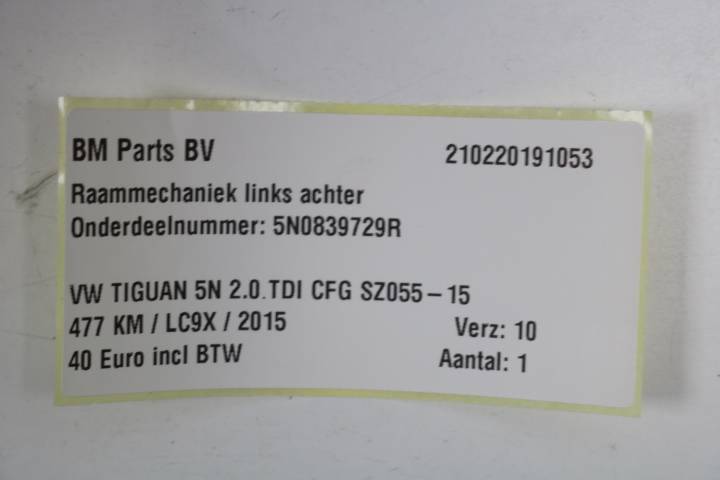 BM Parts BV 210220191053
Raammechaniek links achter
Onderdeelnummer: 5N0839729R
VW TIGUAN 5N 2.0.TDI CFG SZ055-15
477 KM / LC9X / 2015 Verz: 10
40 Euro incl BTW Aantal: 1